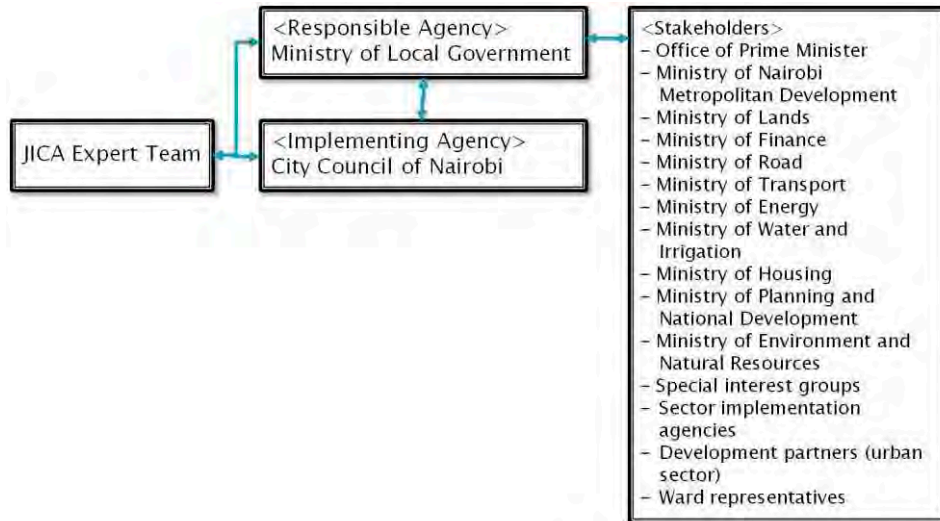 JICA Expert Team
<Responsible Agency>
Ministry of Local Government
<Implementing Agency>
City Council of Nairobi
<Stakeholders>
– Office of Prime Minister
– Ministry of Nairobi
Metropolitan Development
– Ministry of Lands
– Ministry of Finance
– Ministry of Road
– Ministry of Transport
– Ministry of Energy
– Ministry of Water and
Irrigation
– Ministry of Housing
– Ministry of Planning and
National Development
– Ministry of Environment and
Natural Resources
– Special interest groups
– Sector implementation
agencies
– Development partners (urban
sector)
– Ward representatives